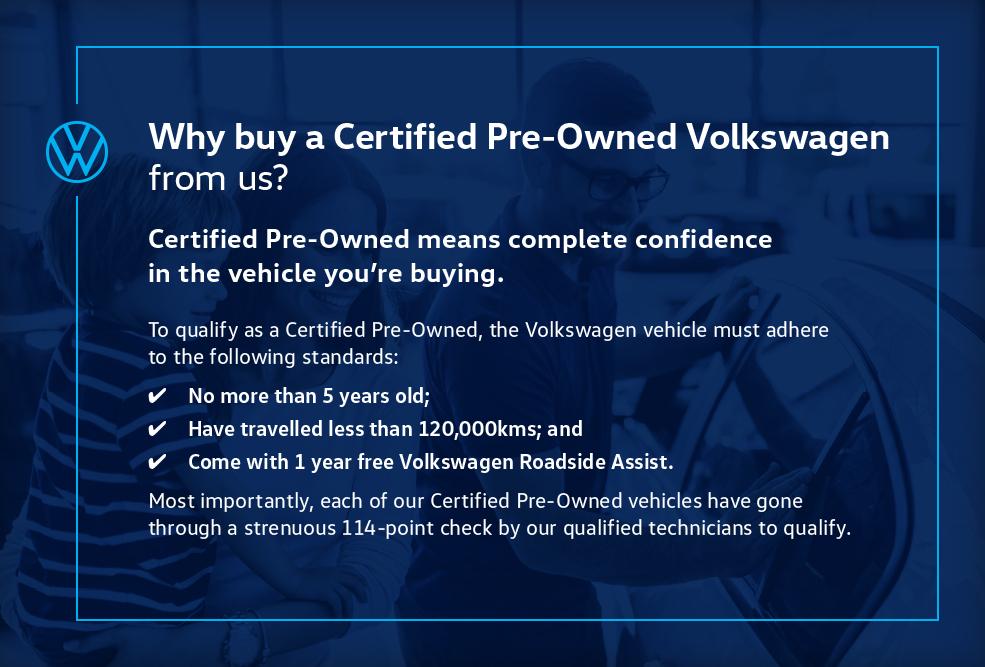 Why buy a Certified Pre-Owned Volkswagen
from us?
Certified Pre-Owned means complete confidence
in the vehicle you’re buying.
To qualify as a Certified Pre-Owned, the Volkswagen vehicle must adhere
to the following standards:
✔ No more than 5 years old;
✔ Have travelled less than 120,000kms; and
✔ Come with 1 year free Volkswagen Roadside Assist.
Most importantly, each of our Certified Pre-Owned vehicles have gone
through a strenuous 114-point check by our qualified technicians to qualify.